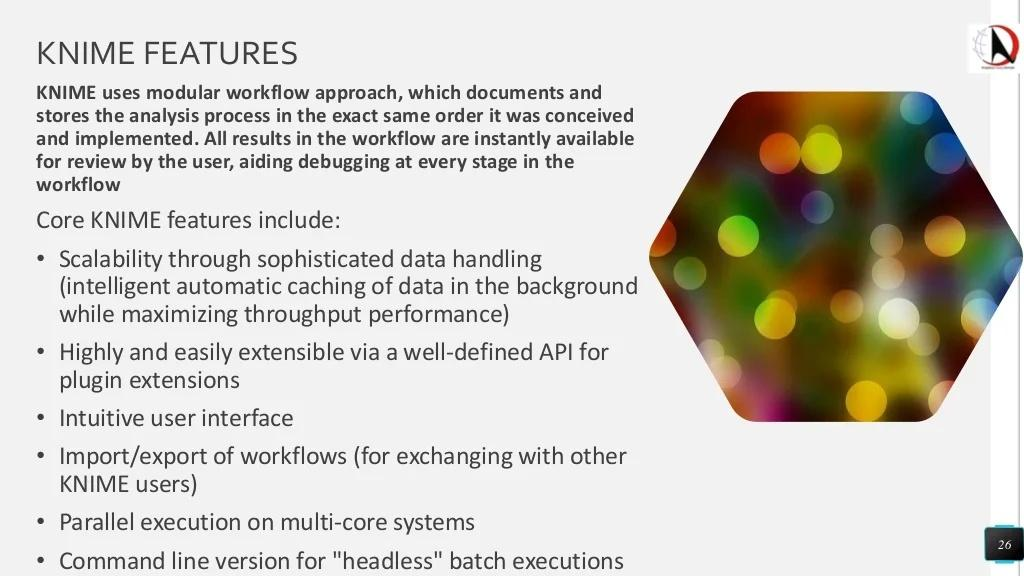 KNIME FEATURES
KNIME uses modular workflow approach, which documents and
stores the analysis process in the exact same order it was conceived
and implemented. All results in the workflow are instantly available
for review by the user, aiding debugging at every stage in the
workflow
Core KNIME features include:
• Scalability through sophisticated data handling
(intelligent automatic caching of data in the background
while maximizing throughput performance)
• Highly and easily extensible via a well-defined API for
plugin extensions
• Intuitive user interface
• Import/export of workflows (for exchanging with other
KNIME users)
• Parallel execution on multi-core systems
• Command line version for "headless" batch executions
26